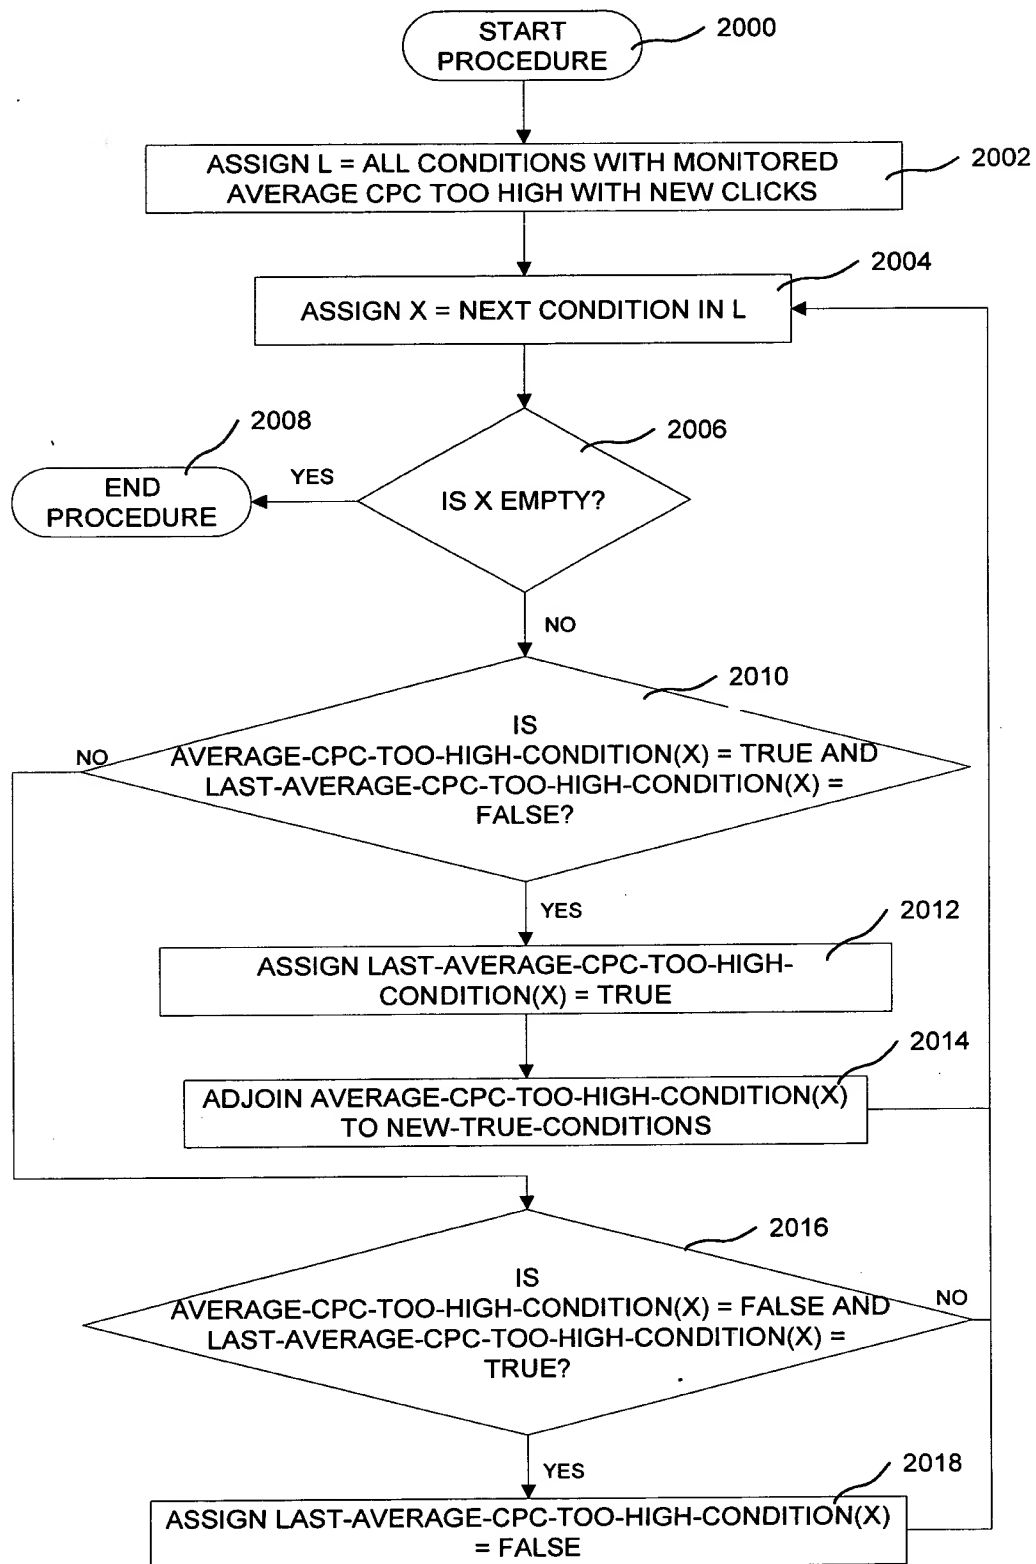 START
PROCEDURE
2000
ASSIGN L = ALL CONDITIONS WITH MONITORED
AVERAGE CPC TOO HIGH WITH NEW CLICKS
2002
2004
ASSIGN X = NEXT CONDITION IN L
2008
2006
END
PROCEDURE
YES
IS X EMPTY?
NO
2010
NO
IS
AVERAGE-CPC-TOO-HIGH-CONDITION(X) = TRUE AND
LAST-AVERAGE-CPC-TOO-HIGH-CONDITION(X) =
FALSE?
YES
2012
ASSIGN LAST-AVERAGE-CPC-TOO-HIGH-
CONDITION(X) = TRUE
2014
ADJOIN AVERAGE-CPC-TOO-HIGH-CONDITION(X)
TO NEW-TRUE-CONDITIONS
2016
IS
AVERAGE-CPC-TOO-HIGH-CONDITION(X) = FALSE AND
LAST-AVERAGE-CPC-TOO-HIGH-CONDITION(X) =
TRUE?
NO
YES
2018
ASSIGN LAST-AVERAGE-CPC-TOO-HIGH-CONDITION(X)
= FALSE